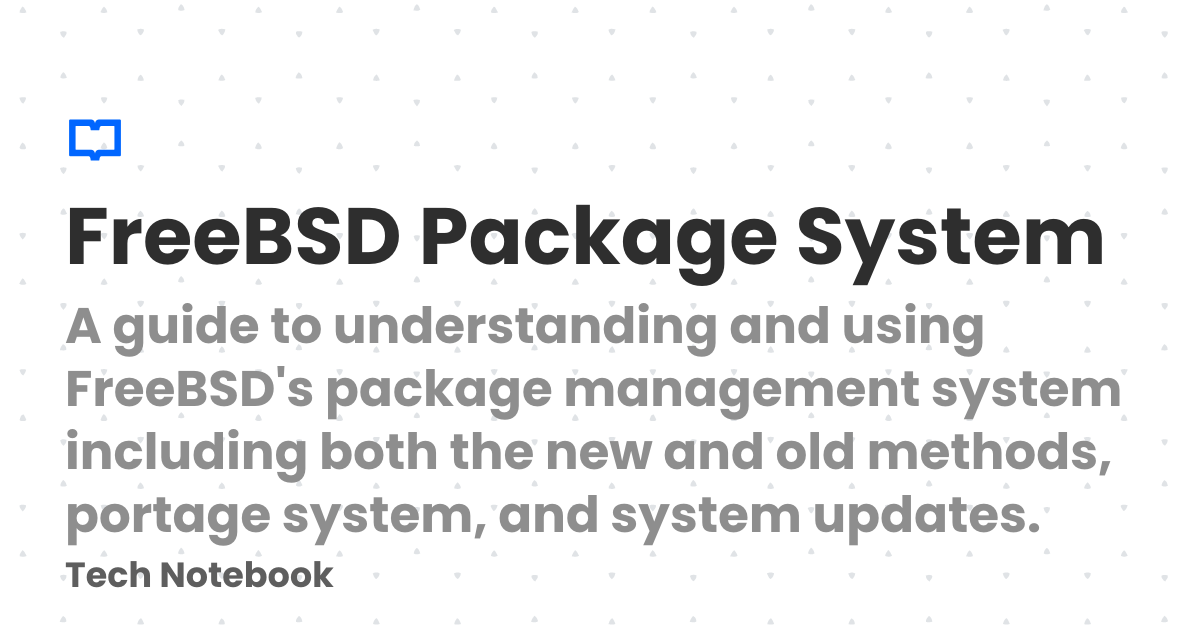 FreeBSD Package System
A guide to understanding and using
FreeBSD's package management system
including both the new and old methods,
portage system, and system updates.
Tech Notebook